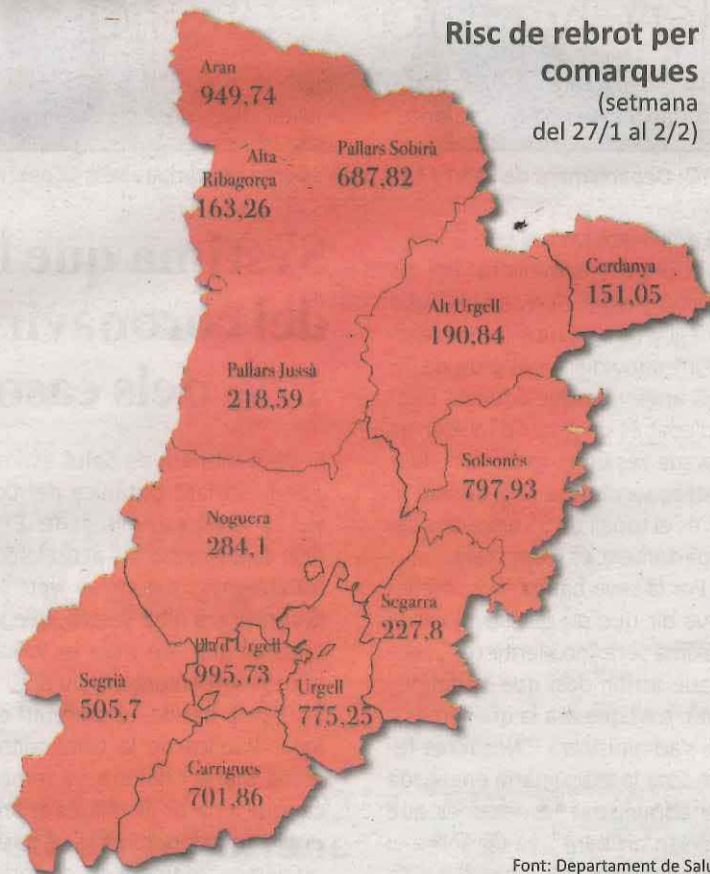 Risc de rebrot per
comarques
(setmana
del 27/1 al 2/2)
Aran
949,74
Alta
Ribagorça
163,26
Pallars Sobirà
687,82
Cerdanya
151,05
Alt Urgell
190,84
Pallars Jussà
218,59
Solsonès
797,93
Noguera
284,1
Segarra
227,8
Pla d'Urgell
995,73
Urgell
775,25
Segrià
505,7
Garrigues
701,86
Font: Departament de Salu